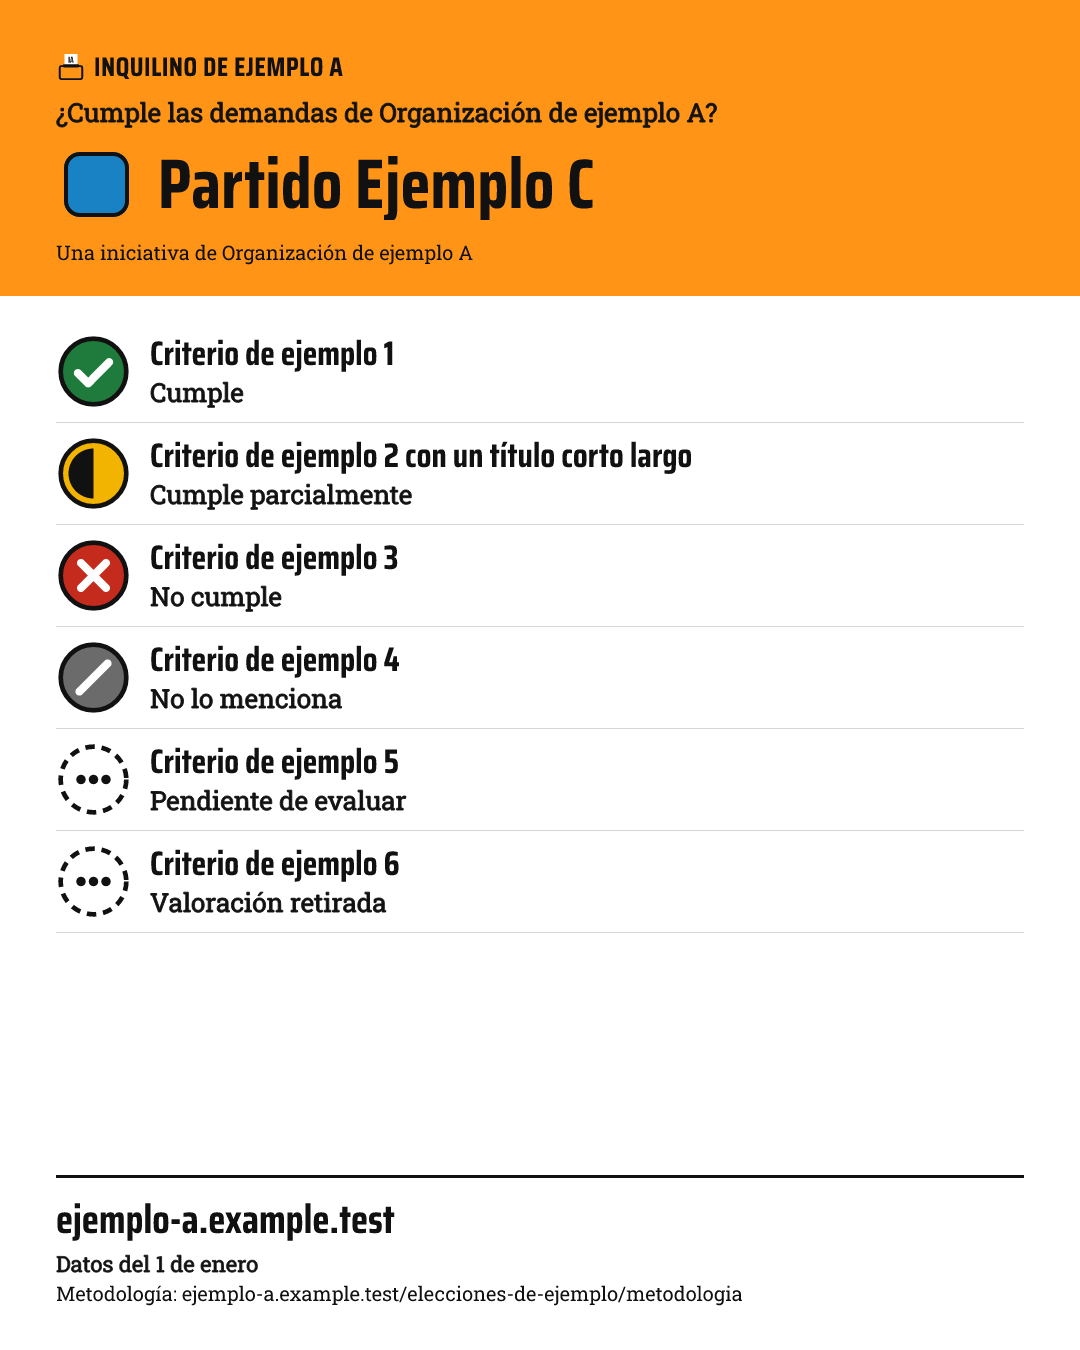 INQUILINO DE EJEMPLO A
¿Cumple las demandas de Organización de ejemplo A?
Partido Ejemplo C
Una iniciativa de Organización de ejemplo A
Criterio de ejemplo 1
Cumple
Criterio de ejemplo 2 con un título corto largo
Cumple parcialmente
Criterio de ejemplo 3
No cumple
Criterio de ejemplo 4
No lo menciona
Criterio de ejemplo 5
Pendiente de evaluar
Criterio de ejemplo 6
Valoración retirada
ejemplo-a.example.test
Datos del 1 de enero
Metodología: ejemplo-a.example.test/elecciones-de-ejemplo/metodologia